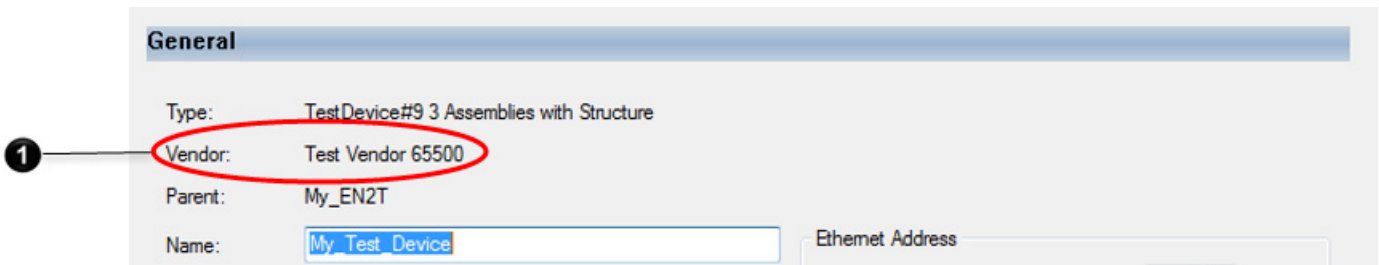 General
Type: TestDevice#9 3 Assemblies with Structure
1 Vendor: Test Vendor 65500
Parent: My_EN2T
Name: My_Test_Device Ethernet Address